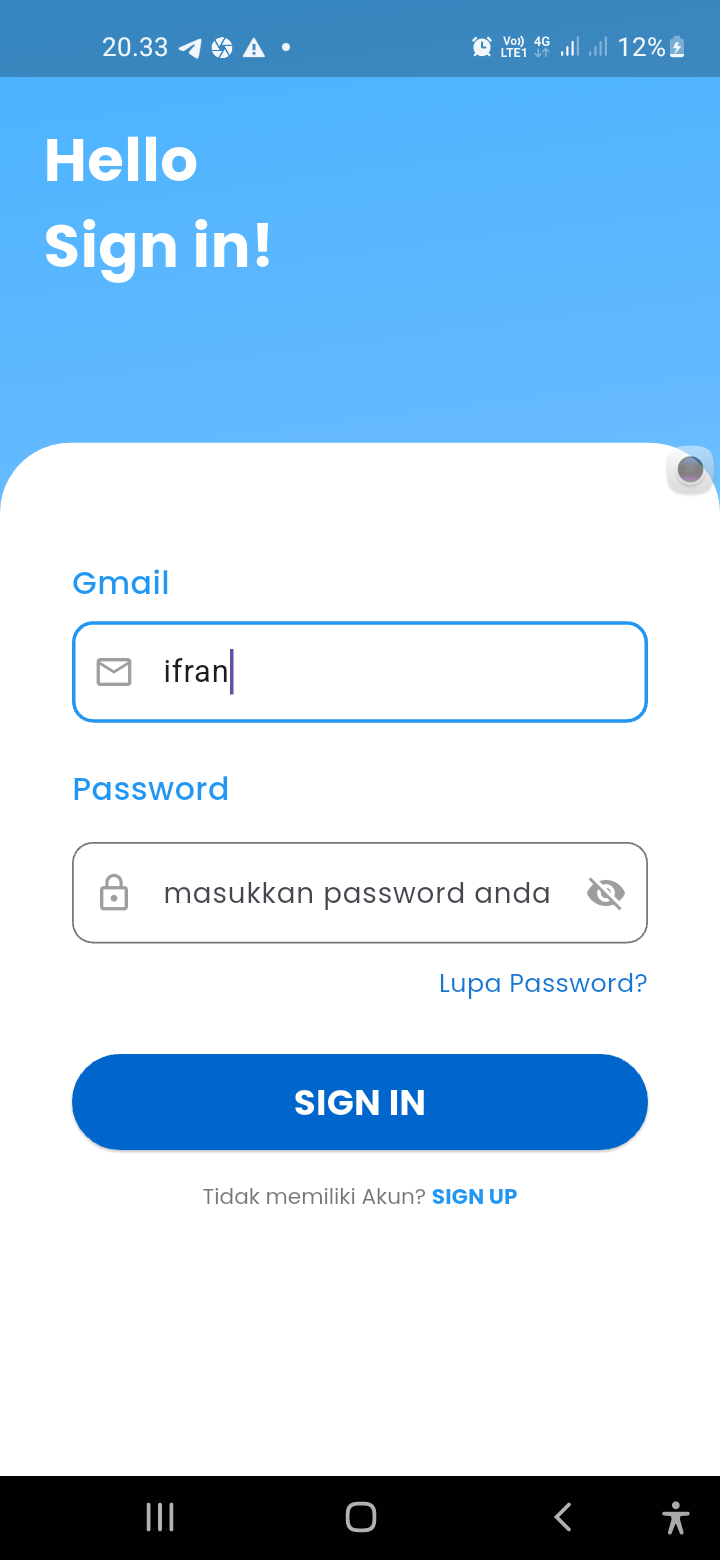 20.33 Vo)) LTE1 4G 12%
Hello
Sign in!
Gmail
ifran
Password
masukkan password anda
Lupa Password?
SIGN IN
Tidak memiliki Akun? SIGN UP